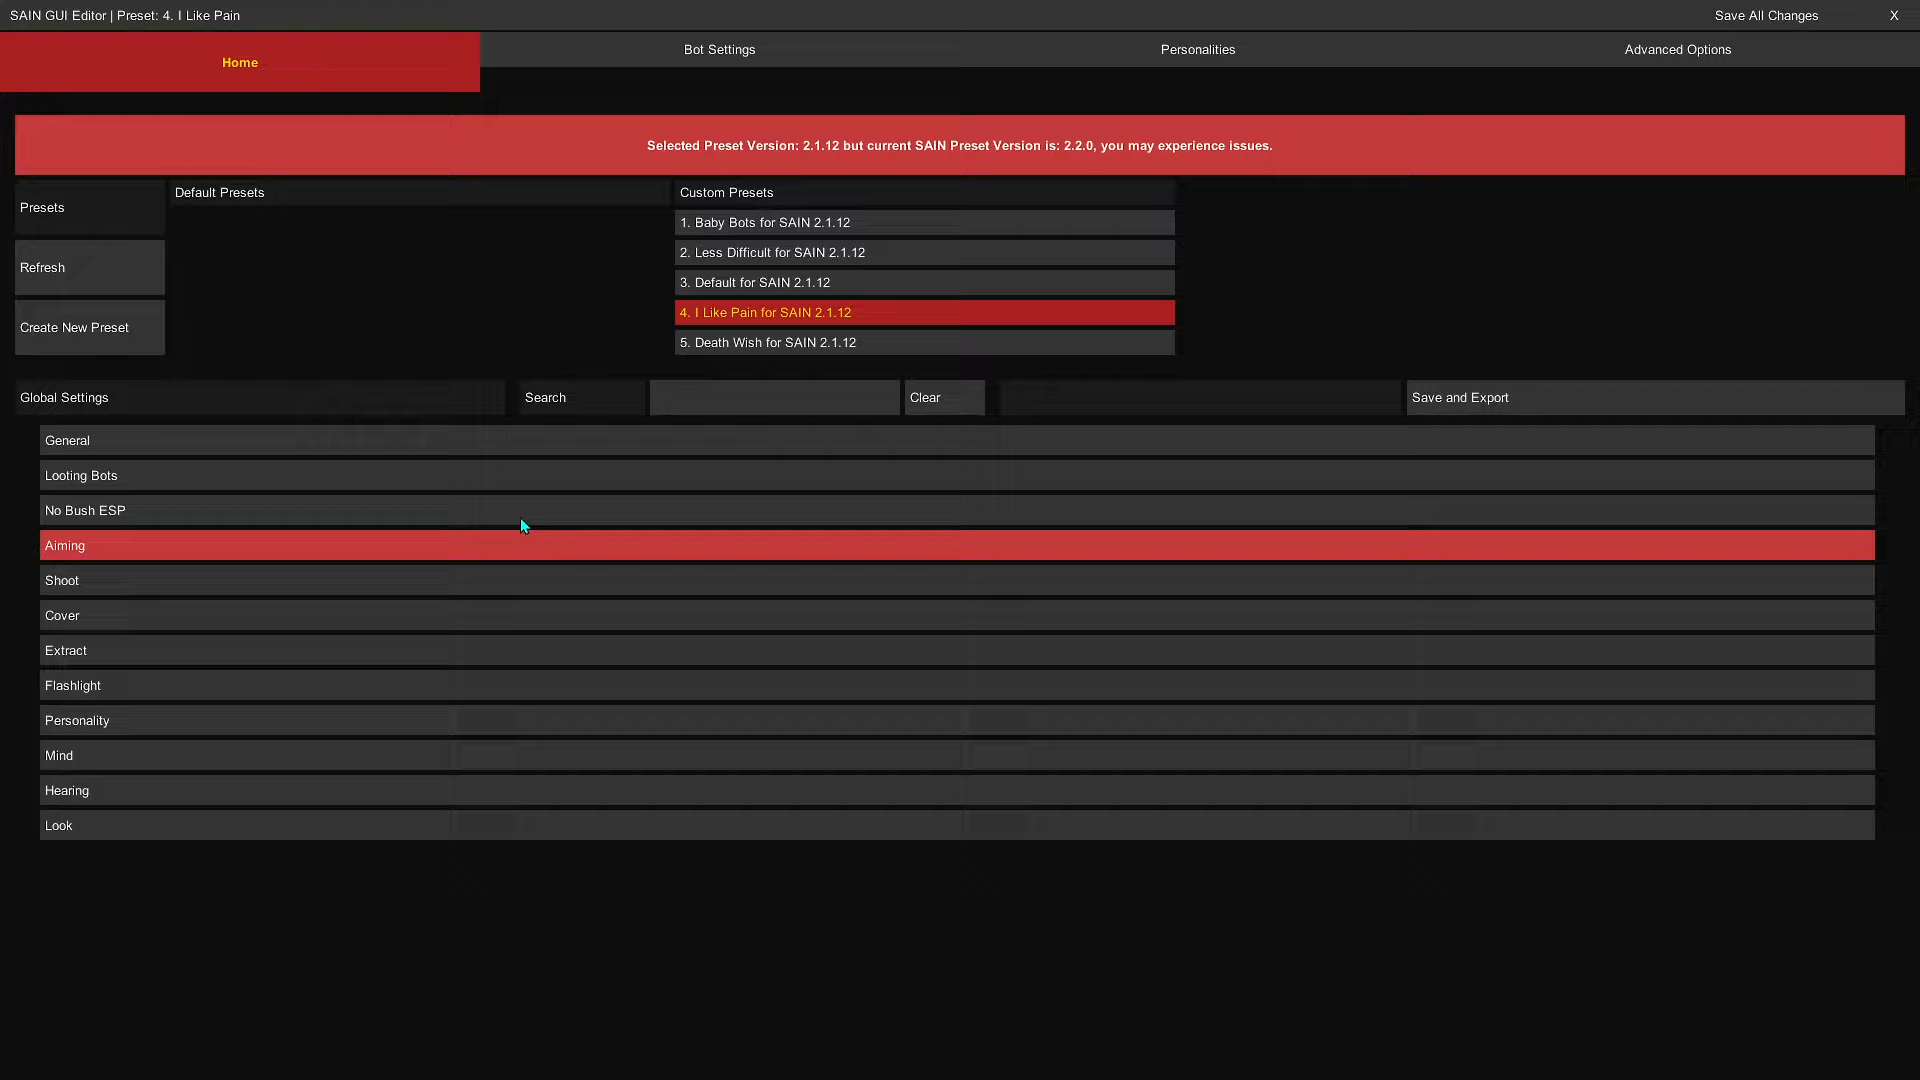 SAIN GUI Editor | Preset: 4. I Like Pain
Save All Changes
X
Home
Bot Settings
Personalities
Advanced Options
Selected Preset Version: 2.1.12 but current SAIN Preset Version is: 2.2.0, you may experience issues.
Presets
Default Presets
Custom Presets
1. Baby Bots for SAIN 2.1.12
2. Less Difficult for SAIN 2.1.12
Refresh
3. Default for SAIN 2.1.12
4. I Like Pain for SAIN 2.1.12
Create New Preset
5. Death Wish for SAIN 2.1.12
Global Settings
Search
Clear
Save and Export
General
Looting Bots
No Bush ESP
Aiming
Shoot
Cover
Extract
Flashlight
Personality
Mind
Hearing
Look